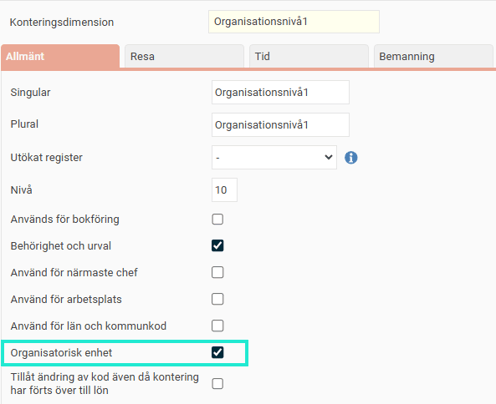 Konteringsdimension Organisationsnivå1
Allmänt Resa Tid Bemanning
Singular Organisationsnivå1
Plural Organisationsnivå1
Utökat register -
Nivå 10
Används för bokföring
Behörighet och urval
Använd för närmaste chef
Använd för arbetsplats
Använd för län och kommunkod
Organisatorisk enhet
Tillåt ändring av kod även då kontering
har förts över till lön